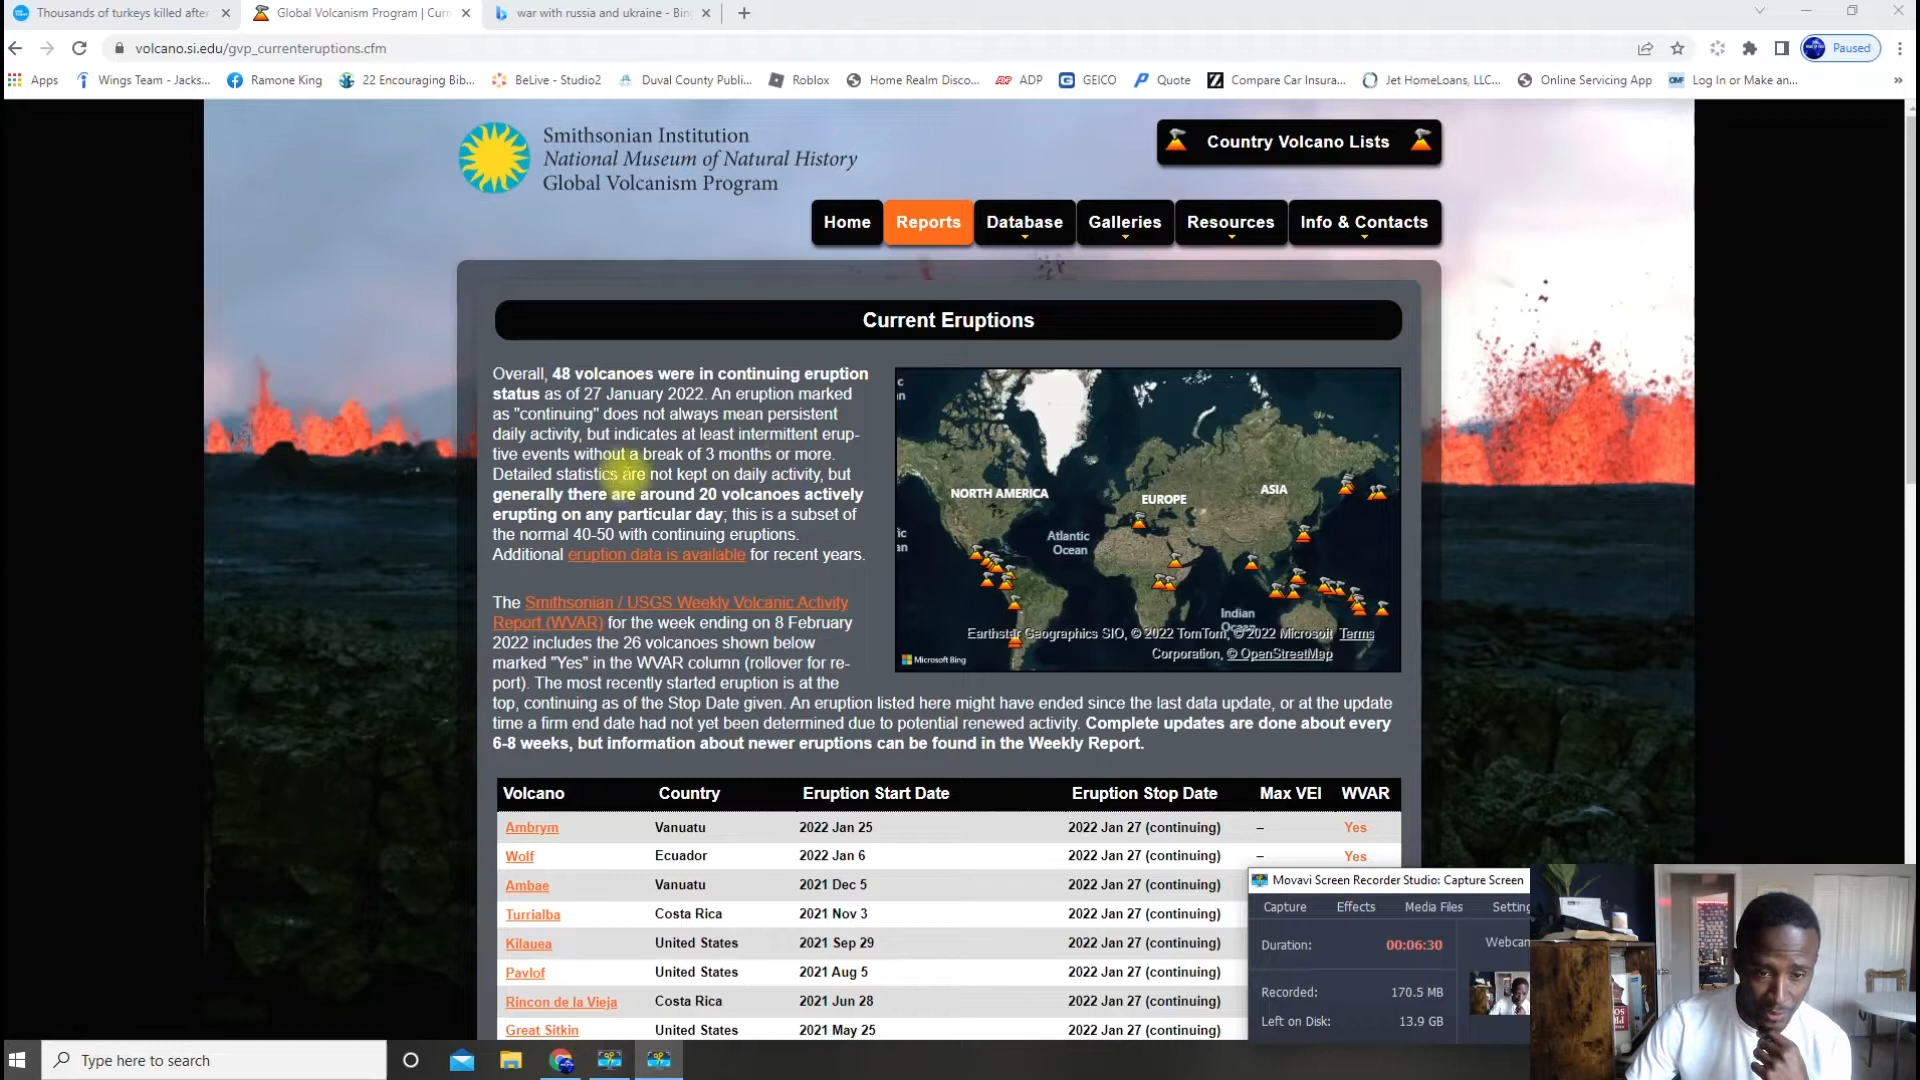 Thousands of turkeys killed after
Global Volcanism Program | Curr
war with russia and ukraine - Bin
volcano.si.edu/gvp_currenteruptions.cfm
Paused
Apps
Wings Team - Jacks...
Ramone King
22 Encouraging Bib...
BeLive - Studio2
Duval County Publi...
Roblox
Home Realm Disco...
ADP
GEICO
Quote
Compare Car Insura...
Jet HomeLoans, LLC...
Online Servicing App
Log In or Make an...
»
Smithsonian Institution
National Museum of Natural History
Global Volcanism Program
Country Volcano Lists
Home
Reports
Database
Galleries
Resources
Info & Contacts
Current Eruptions
Overall, 48 volcanoes were in continuing eruption
status as of 27 January 2022. An eruption marked
as "continuing" does not always mean persistent
daily activity, but indicates at least intermittent erup-
tive events without a break of 3 months or more.
Detailed statistics are not kept on daily activity, but
generally there are around 20 volcanoes actively
erupting on any particular day; this is a subset of
the normal 40-50 with continuing eruptions.
Additional eruption data is available for recent years.
NORTH AMERICA
EUROPE
ASIA
Atlantic
Ocean
Indian
Ocean
Earthstar Geographics SIO, © 2022 TomTom, © 2022 Microsoft Terms
Corporation, © OpenStreetMap
Microsoft Bing
The Smithsonian / USGS Weekly Volcanic Activity
Report (WVAR) for the week ending on 8 February
2022 includes the 26 volcanoes shown below
marked "Yes" in the WVAR column (rollover for re-
port). The most recently started eruption is at the
top, continuing as of the Stop Date given. An eruption listed here might have ended since the last data update, or at the update
time a firm end date had not yet been determined due to potential renewed activity. Complete updates are done about every
6-8 weeks, but information about newer eruptions can be found in the Weekly Report.
Volcano Country Eruption Start Date Eruption Stop Date Max VEI WVAR
Ambrym Vanuatu 2022 Jan 25 2022 Jan 27 (continuing) – Yes
Wolf Ecuador 2022 Jan 6 2022 Jan 27 (continuing) – Yes
Ambae Vanuatu 2021 Dec 5 2022 Jan 27 (continuing)
Turrialba Costa Rica 2021 Nov 3 2022 Jan 27 (continuing)
Kilauea United States 2021 Sep 29 2022 Jan 27 (continuing)
Pavlof United States 2021 Aug 5 2022 Jan 27 (continuing)
Rincon de la Vieja Costa Rica 2021 Jun 28 2022 Jan 27 (continuing)
Great Sitkin United States 2021 May 25 2022 Jan 27 (continuing)
Movavi Screen Recorder Studio: Capture Screen
Capture Effects Media Files Setting
Duration: 00:06:30 Webcam
Recorded: 170.5 MB
Left on Disk: 13.9 GB
Type here to search